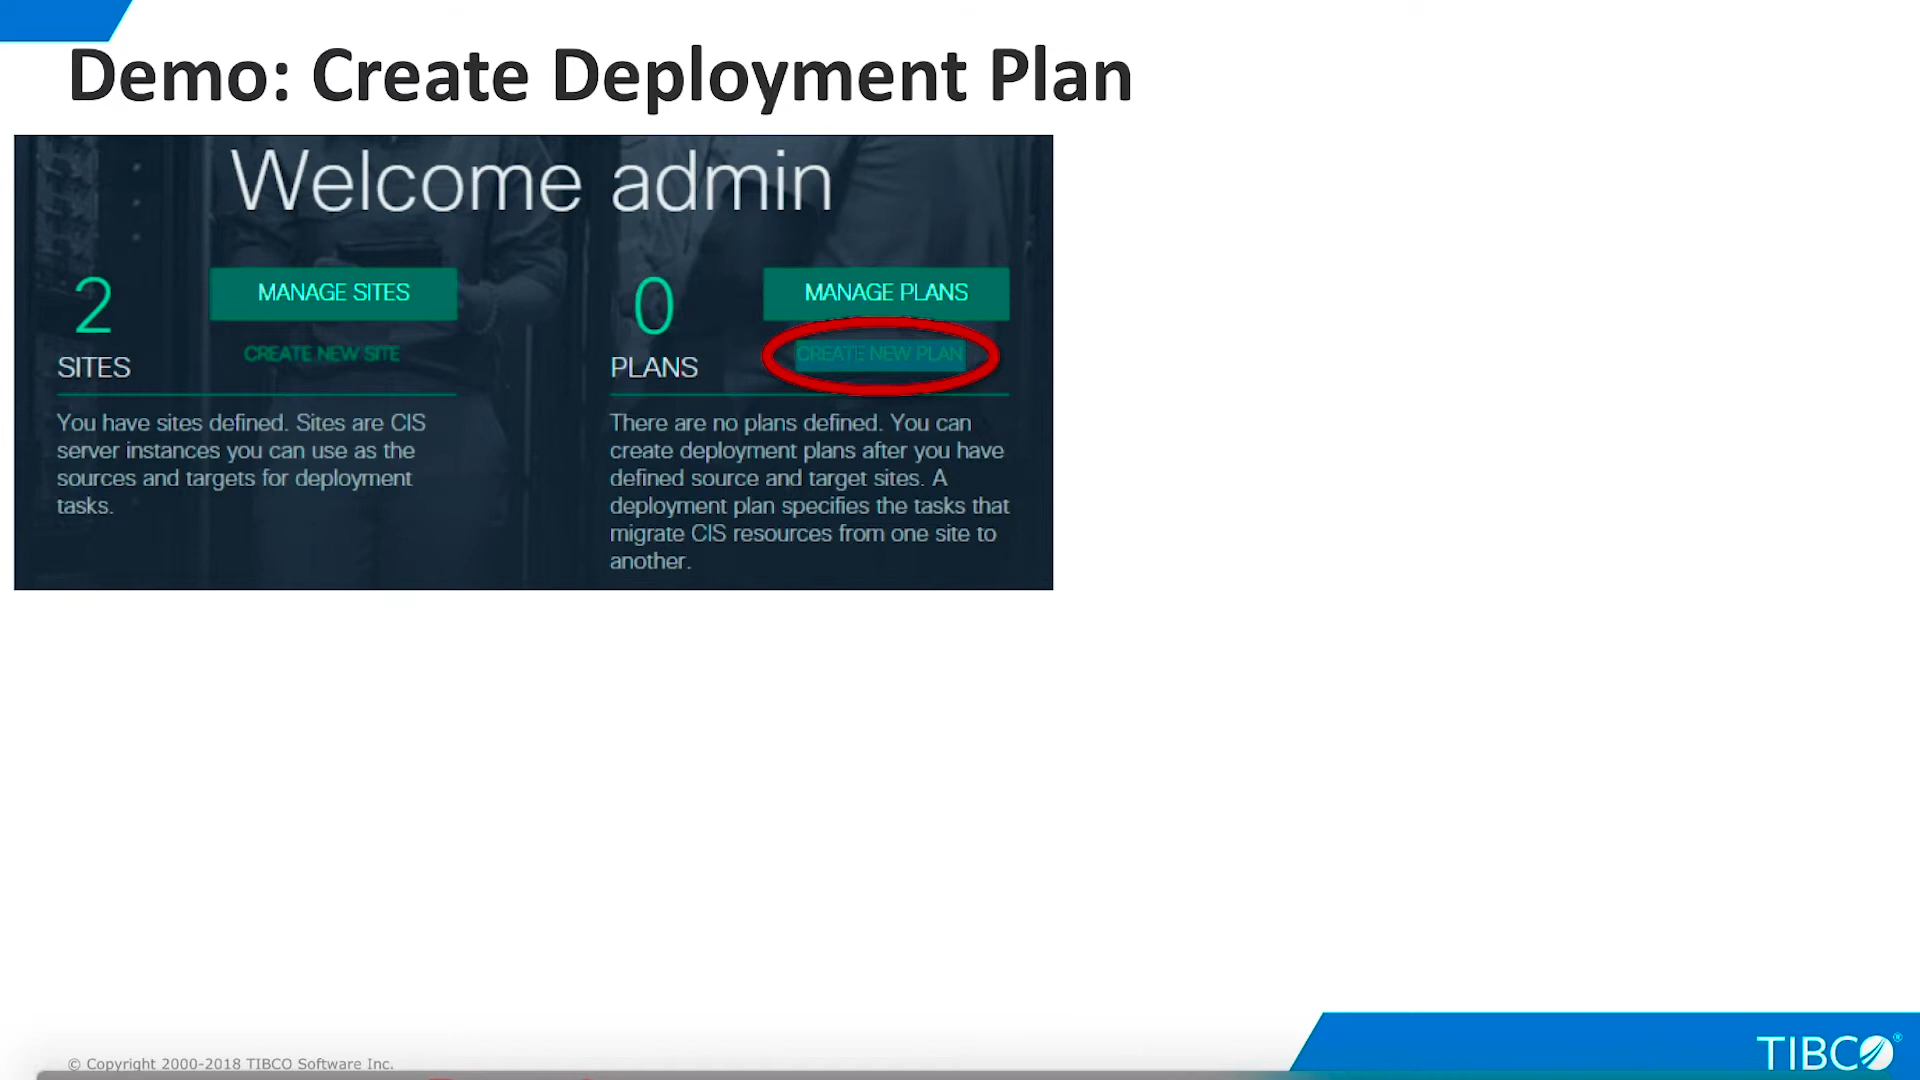 Demo: Create Deployment Plan
Welcome admin
2
SITES
MANAGE SITES
CREATE NEW SITE
You have sites defined. Sites are CIS
server instances you can use as the
sources and targets for deployment
tasks.
0
PLANS
MANAGE PLANS
CREATE NEW PLAN
There are no plans defined. You can
create deployment plans after you have
defined source and target sites. A
deployment plan specifies the tasks that
migrate CIS resources from one site to
another.
© Copyright 2000-2018 TIBCO Software Inc.
TIBCO®